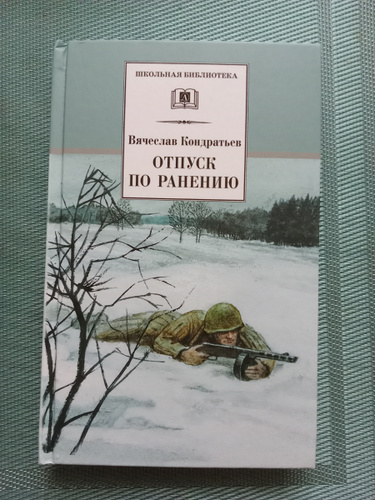 ШКОЛЬНАЯ БИБЛИОТЕКА
Вячеслав Кондратьев
ОТПУСК
ПО РАНЕНИЮ